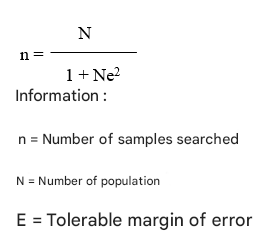 N
n =
1 + Ne²
Information :
n = Number of samples searched
N = Number of population
E = Tolerable margin of error